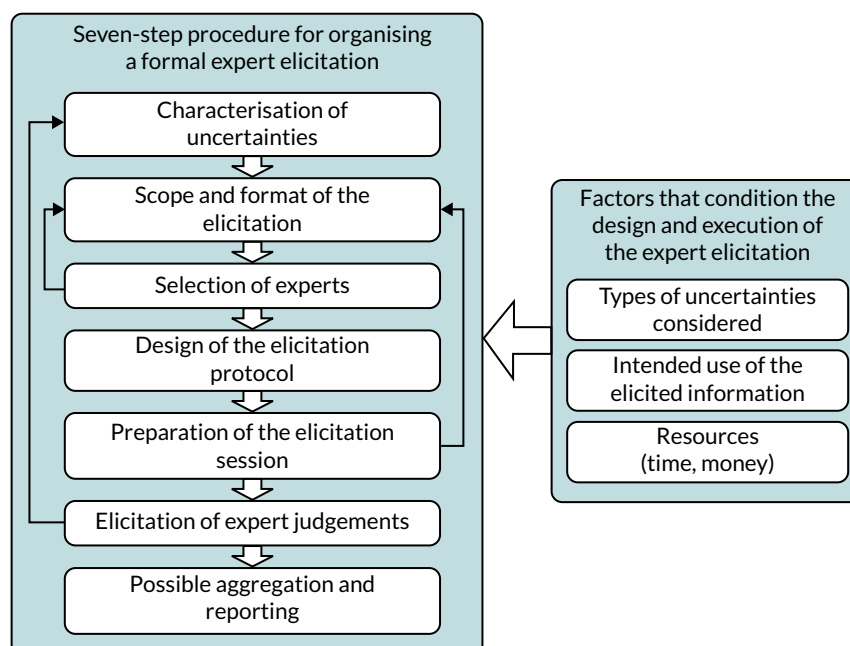 Seven-step procedure for organising
a formal expert elicitation
Characterisation of
uncertainties
Scope and format of the
elicitation
Selection of experts
Design of the elicitation
protocol
Preparation of the elicitation
session
Elicitation of expert judgements
Possible aggregation and
reporting
Factors that condition the
design and execution of
the expert elicitation
Types of uncertainties
considered
Intended use of the
elicited information
Resources
(time, money)